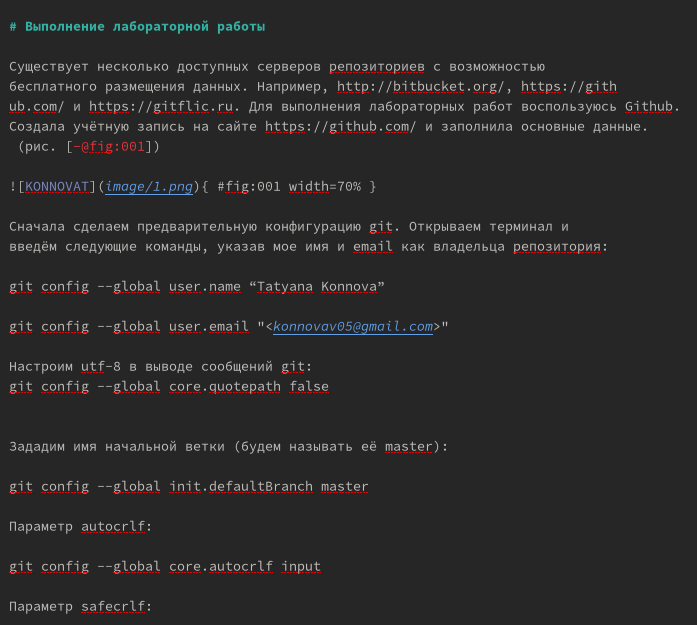 # Выполнение лабораторной работы
Существует несколько доступных серверов репозиториев с возможностью
бесплатного размещения данных. Например, http://bitbucket.org/, https://gith
ub.com/ и https://gitflic.ru. Для выполнения лабораторных работ воспользуюсь Github.
Создала учётную запись на сайте https://github.com/ и заполнила основные данные.
(рис. [-@fig:001])
![KONNOVAT](image/1.png){ #fig:001 width=70% }
Сначала сделаем предварительную конфигурацию git. Открываем терминал и
введём следующие команды, указав мое имя и email как владельца репозитория:
git config --global user.name “Tatyana Konnova”
git config --global user.email "<konnovav05@gmail.com>"
Настроим utf-8 в выводе сообщений git:
git config --global core.quotepath false
Зададим имя начальной ветки (будем называть её master):
git config --global init.defaultBranch master
Параметр autocrlf:
git config --global core.autocrlf input
Параметр safecrlf: